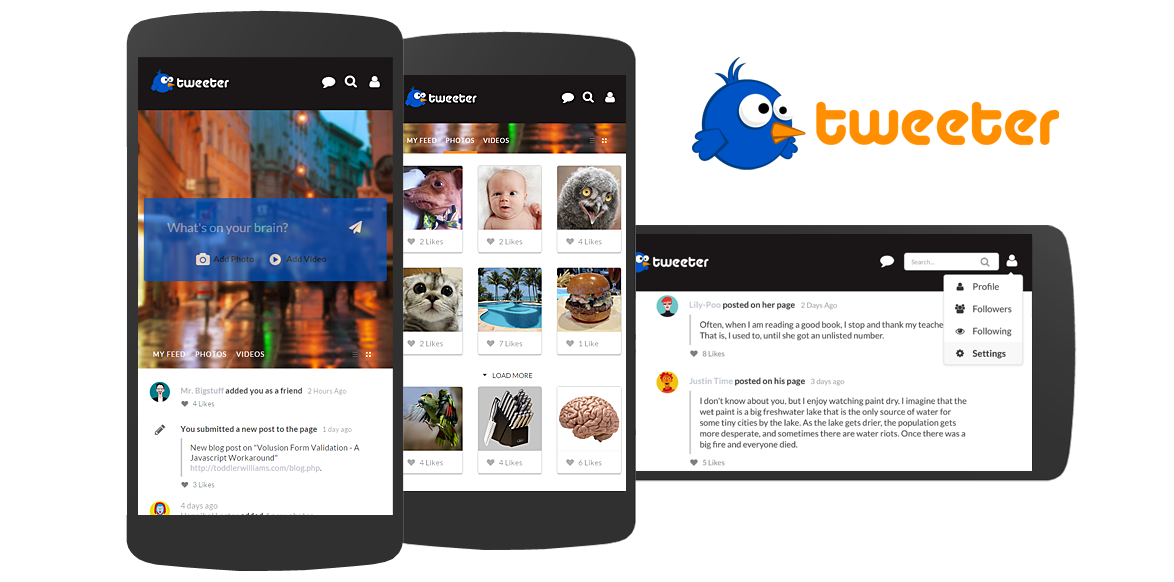 tweeter
What's on your brain?
Add Photo Add Video
MY FEED PHOTOS VIDEOS
Mr. Bigstuff added you as a friend 2 Hours Ago
4 Likes
You submitted a new post to the page 1 day ago
New blog post on "Volusion Form Validation - A
Javascript Workaround"
http://toddlerwilliams.com/blog.php.
3 Likes
4 days ago
tweeter
MY FEED PHOTOS VIDEOS
2 Likes 2 Likes 4 Likes
2 Likes 7 Likes 1 Like
LOAD MORE
4 Likes 4 Likes 6 Likes
tweeter
tweeter
Search...
Profile
Followers
Following
Settings
Lily-Poo posted on her page 2 Days Ago
Often, when I am reading a good book, I stop and thank my teache
That is, I used to, until she got an unlisted number.
8 Likes
Justin Time posted on his page 3 days ago
I don't know about you, but I enjoy watching paint dry. I imagine that the
wet paint is a big freshwater lake that is the only source of water for
some tiny cities by the lake. As the lake gets drier, the population gets
more desperate, and sometimes there are water riots. Once there was a
big fire and everyone died.
5 Likes